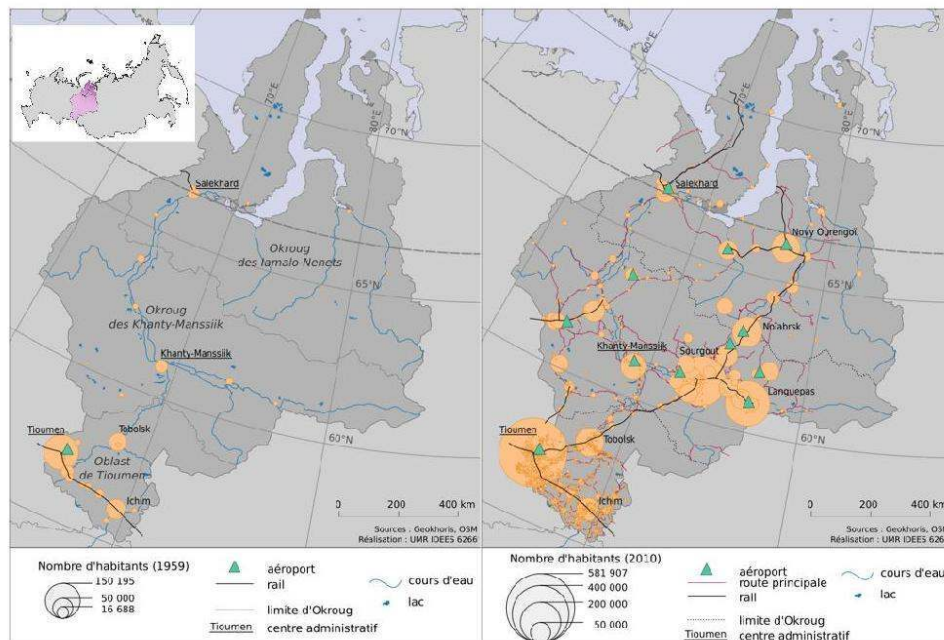 Salekhard
Okroug
des Iamalo Nenets
Okroug
des Khanty-Manssiik
Khanty-Manssiik
Tioumen
Tobolsk
Oblast
de Tioumen
Ichim
70°E
80°E
70°N
65°N
60°N
0 200 400 km
Sources : Geokhoris, OSM
Réalisation : UMR IDEES 6266
Nombre d'habitants (1959)
150 195
50 000
16 688
aéroport
rail
limite d'Okroug
Tioumen centre administratif
cours d'eau
lac
60°E
70°E
80°E
70°N
65°N
60°N
Salekhard
Novy Ourengoï
Noïabrsk
Khanty-Manssiik
Sourgout
Languepas
Tioumen
Tobolsk
Ichim
0 200 400 km
Sources : Geokhoris, OSM
Réalisation : UMR IDEES 6266
Nombre d'habitants (2010)
581 907
400 000
200 000
50 000
aéroport
route principale
rail
limite d'Okroug
Tioumen centre administratif
cours d'eau
lac